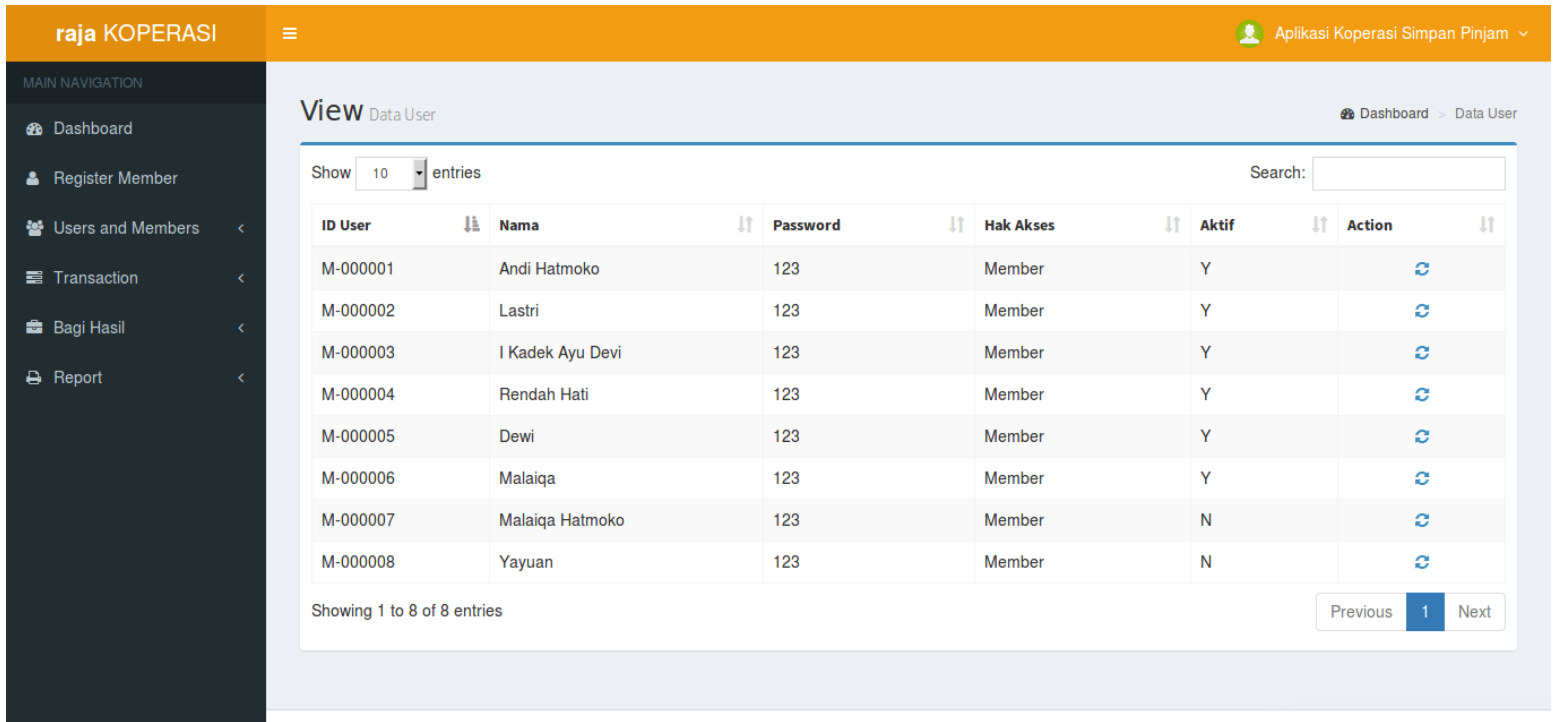 raja KOPERASI
Aplikasi Koperasi Simpan Pinjam
MAIN NAVIGATION
Dashboard
Register Member
Users and Members
Transaction
Bagi Hasil
Report
View Data User
Dashboard > Data User
Show 10 entries
Search:
ID User Nama Password Hak Akses Aktif Action
M-000001 Andi Hatmoko 123 Member Y
M-000002 Lastri 123 Member Y
M-000003 I Kadek Ayu Devi 123 Member Y
M-000004 Rendah Hati 123 Member Y
M-000005 Dewi 123 Member Y
M-000006 Malaiqa 123 Member Y
M-000007 Malaiqa Hatmoko 123 Member N
M-000008 Yayuan 123 Member N
Showing 1 to 8 of 8 entries
Previous 1 Next